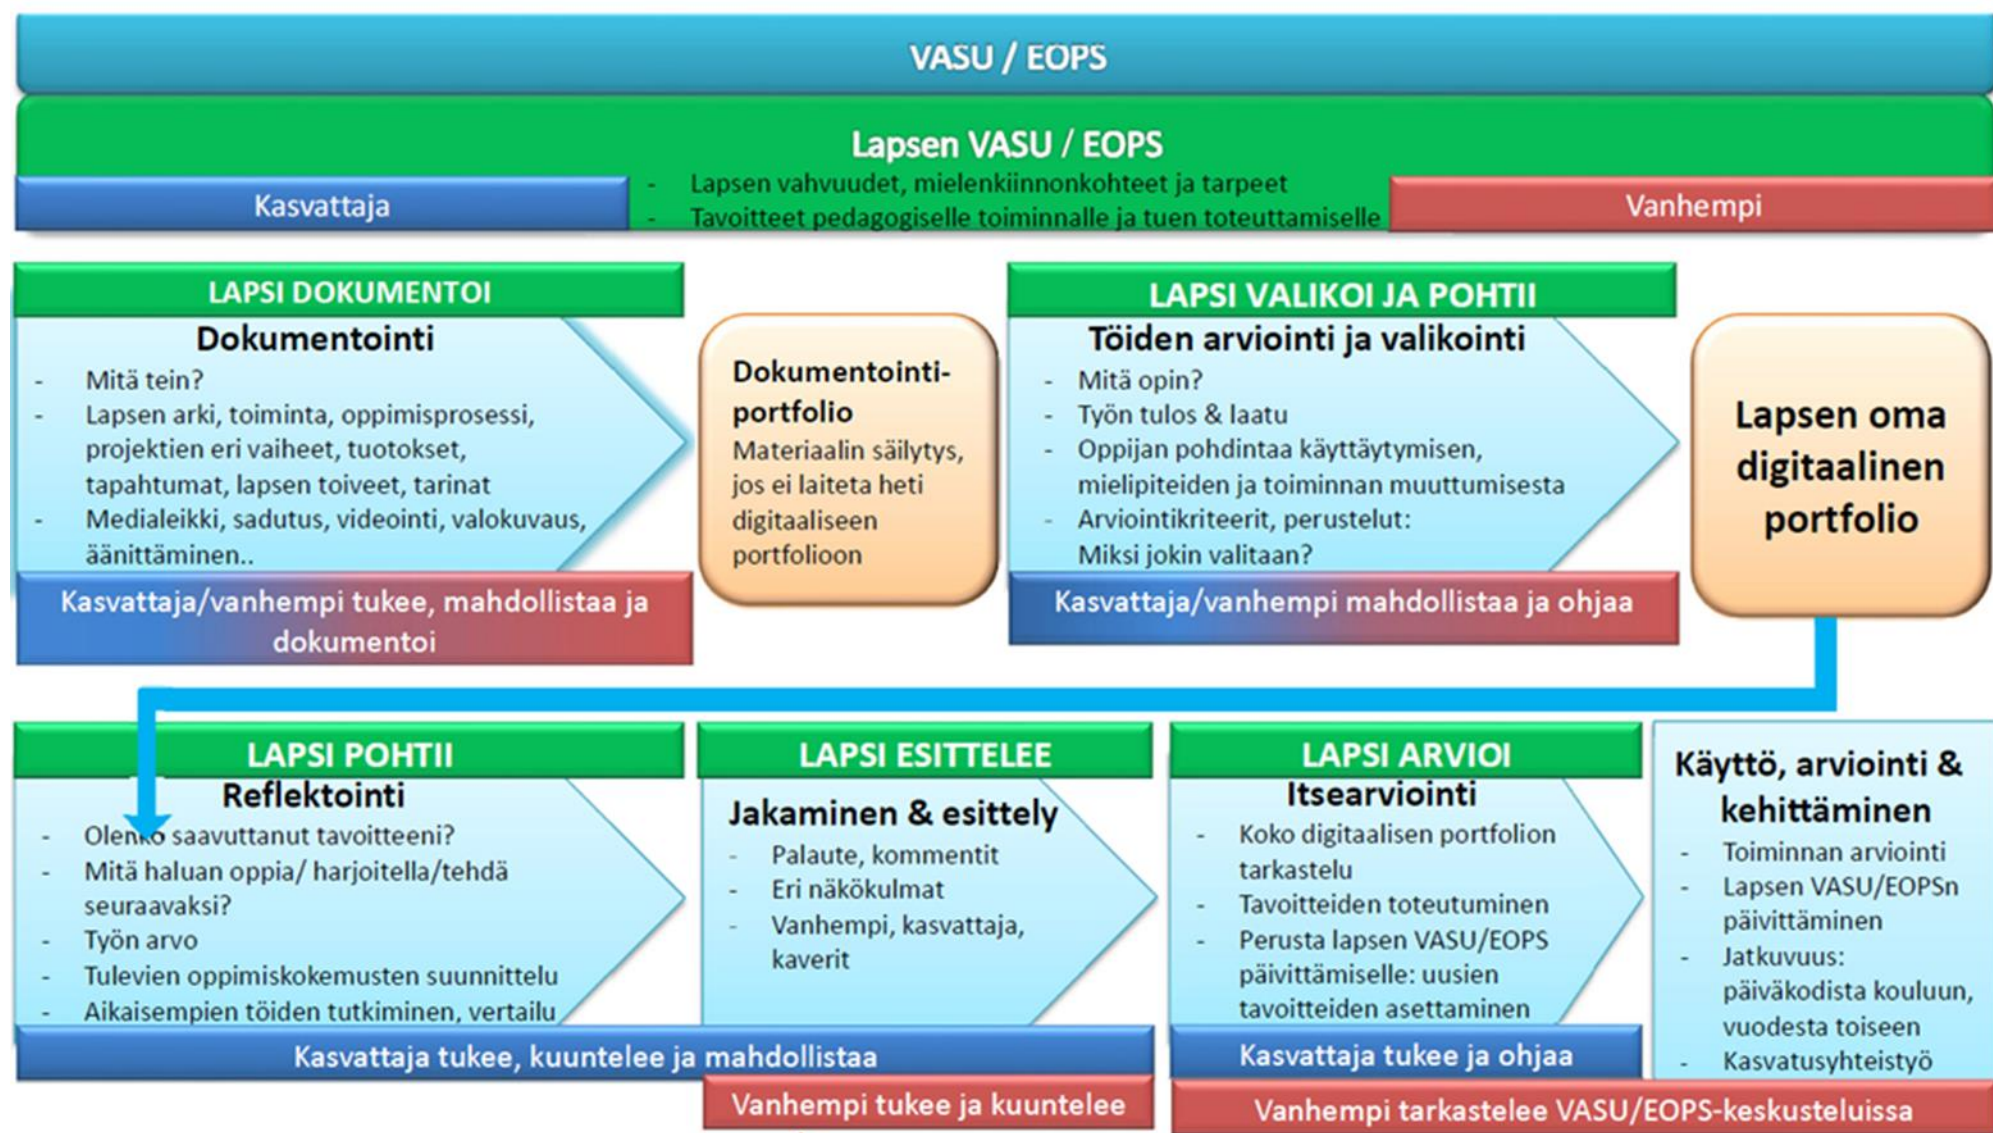 VASU / EOPS
Lapsen VASU / EOPS
- Lapsen vahvuudet, mielenkiinnonkohteet ja tarpeet
- Tavoitteet pedagogiselle toiminnalle ja tuen toteuttamiselle
Kasvattaja
Vanhempi
LAPSI DOKUMENTOI
Dokumentointi
- Mitä tein?
- Lapsen arki, toiminta, oppimisprosessi,
projektien eri vaiheet, tuotokset,
tapahtumat, lapsen toiveet, tarinat
- Medialeikki, sadutus, videointi, valokuvaus,
äänittäminen..
Kasvattaja/vanhempi tukee, mahdollistaa ja
dokumentoi
Dokumentointi-
portfolio
Materiaalin säilytys,
jos ei laiteta heti
digitaaliseen
portfolioon
LAPSI VALIKOI JA POHTII
Töiden arviointi ja valikointi
- Mitä opin?
- Työn tulos & laatu
- Oppijan pohdintaa käyttäytymisen,
mielipiteiden ja toiminnan muuttumisesta
- Arviointikriteerit, perustelut:
Miksi jokin valitaan?
Kasvattaja/vanhempi mahdollistaa ja ohjaa
Lapsen oma
digitaalinen
portfolio
LAPSI POHTII
Reflektointi
- Olenko saavuttanut tavoitteeni?
- Mitä haluan oppia/ harjoitella/tehdä
seuraavaksi?
- Työn arvo
- Tulevien oppimiskokemusten suunnittelu
- Aikaisempien töiden tutkiminen, vertailu
LAPSI ESITTELEE
Jakaminen & esittely
- Palaute, kommentit
- Eri näkökulmat
- Vanhempi, kasvattaja,
kaverit
Kasvattaja tukee, kuuntelee ja mahdollistaa
Vanhempi tukee ja kuuntelee
LAPSI ARVIOI
Itsearviointi
- Koko digitaalisen portfolion
tarkastelu
- Tavoitteiden toteutuminen
- Perusta lapsen VASU/EOPS
päivittämiselle: uusien
tavoitteiden asettaminen
Kasvattaja tukee ja ohjaa
Käyttö, arviointi &
kehittäminen
- Toiminnan arviointi
- Lapsen VASU/EOPSn
päivittäminen
- Jatkuvuus:
päiväkodista kouluun,
vuodesta toiseen
- Kasvatusyhteistyö
Vanhempi tarkastelee VASU/EOPS-keskusteluissa